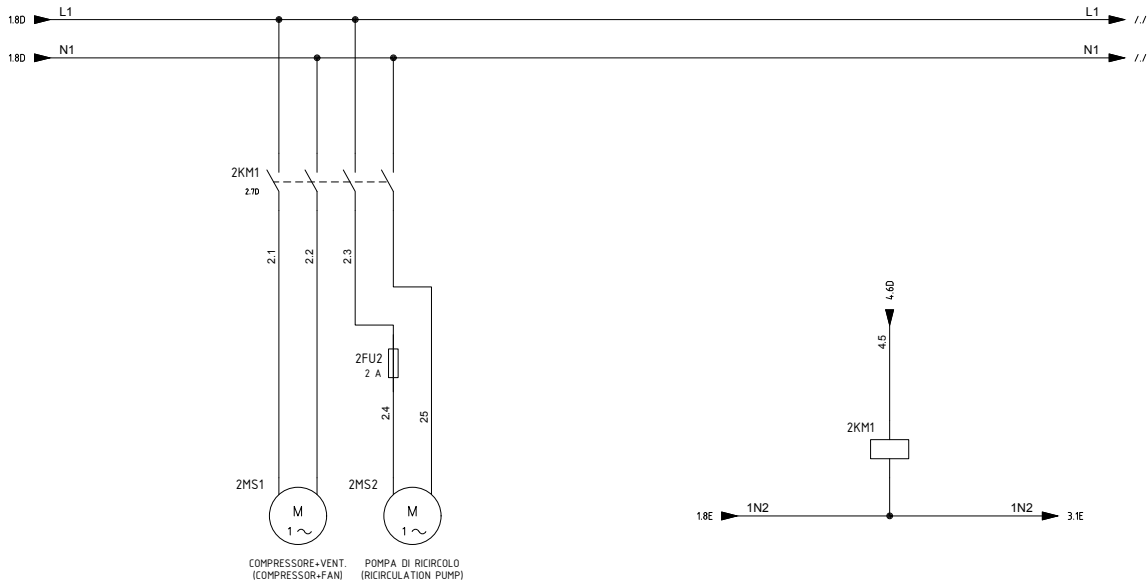 1.8D L1 L1 /./
1.8D N1 N1 /./
2KM1
2.7D
2.1 2.2 2.3
4.6D
4.5
2FU2
2 A
2.4 25
2KM1
2MS1 2MS2
M M
1 ~ 1 ~
1.8E 1N2 1N2 3.1E
COMPRESSORE+VENT. POMPA DI RICIRCOLO
(COMPRESSOR+FAN) (RICIRCULATION PUMP)